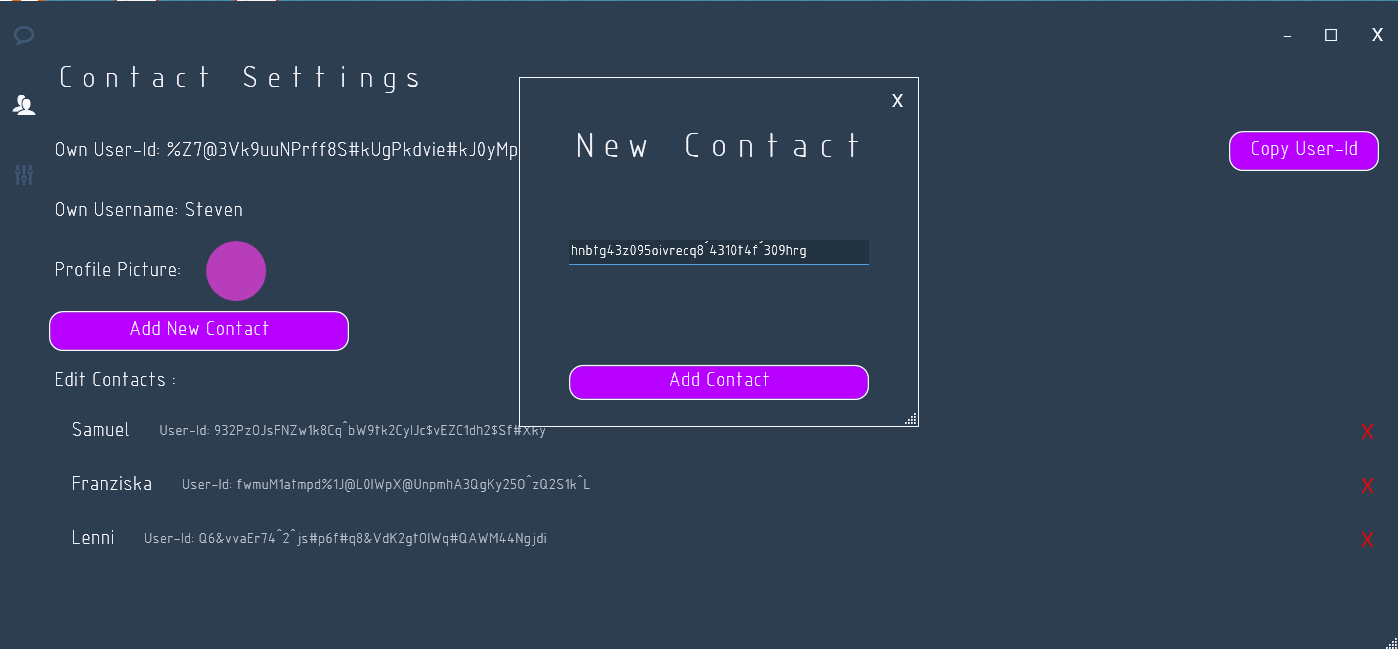 Contact Settings
Own User-Id: %Z7@3Vk9uuNPrff8S#kUgPkdvie#kJ0yMp
Copy User-Id
Own Username: Steven
Profile Picture:
Add New Contact
Edit Contacts :
Samuel User-Id: 932PzOJsFNZw1k8Cq^bW9tk2CyIJc$vEZC1dh2$Sf#Xky X
Franziska User-Id: fwmuM1atmpd%1J@L0IWpX@UnpmhA3QgKy25O^zQ2S1k^L X
Lenni User-Id: Q6&vvaEr74^2^js#p6f#q8&VdK2gtOIWq#QAWM44Ngjdi X
X
New Contact
hnbtg43z095oivrecq8´4310t4f´309hrg
Add Contact